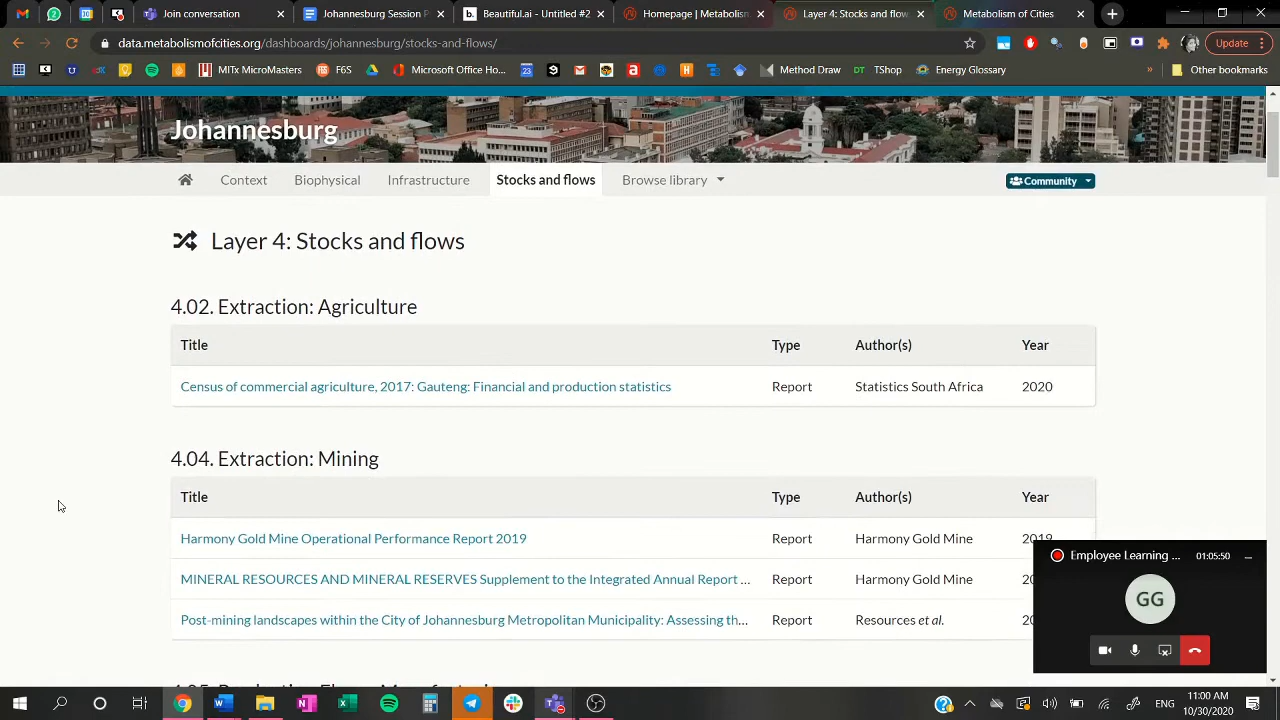 Join conversation
Johannesburg Session P
Beautiful.ai - Untitled #2
Homepage | Metabolism
Layer 4: Stocks and flow
Metabolism of Cities
data.metabolismofcities.org/dashboards/johannesburg/stocks-and-flows/
Update
MITx MicroMasters
F6S
Microsoft Office Ho...
Method Draw
DT TShop
Energy Glossary
»
Other bookmarks
Johannesburg
Context
Biophysical
Infrastructure
Stocks and flows
Browse library
Community
Layer 4: Stocks and flows
4.02. Extraction: Agriculture
Title Type Author(s) Year
Census of commercial agriculture, 2017: Gauteng: Financial and production statistics Report Statistics South Africa 2020
4.04. Extraction: Mining
Title Type Author(s) Year
Harmony Gold Mine Operational Performance Report 2019 Report Harmony Gold Mine 2019
MINERAL RESOURCES AND MINERAL RESERVES Supplement to the Integrated Annual Report ... Report Harmony Gold Mine
Post-mining landscapes within the City of Johannesburg Metropolitan Municipality: Assessing th... Report Resources et al.
Employee Learning ... 01:05:50 ...
GG
ENG
11:00 AM
10/30/2020